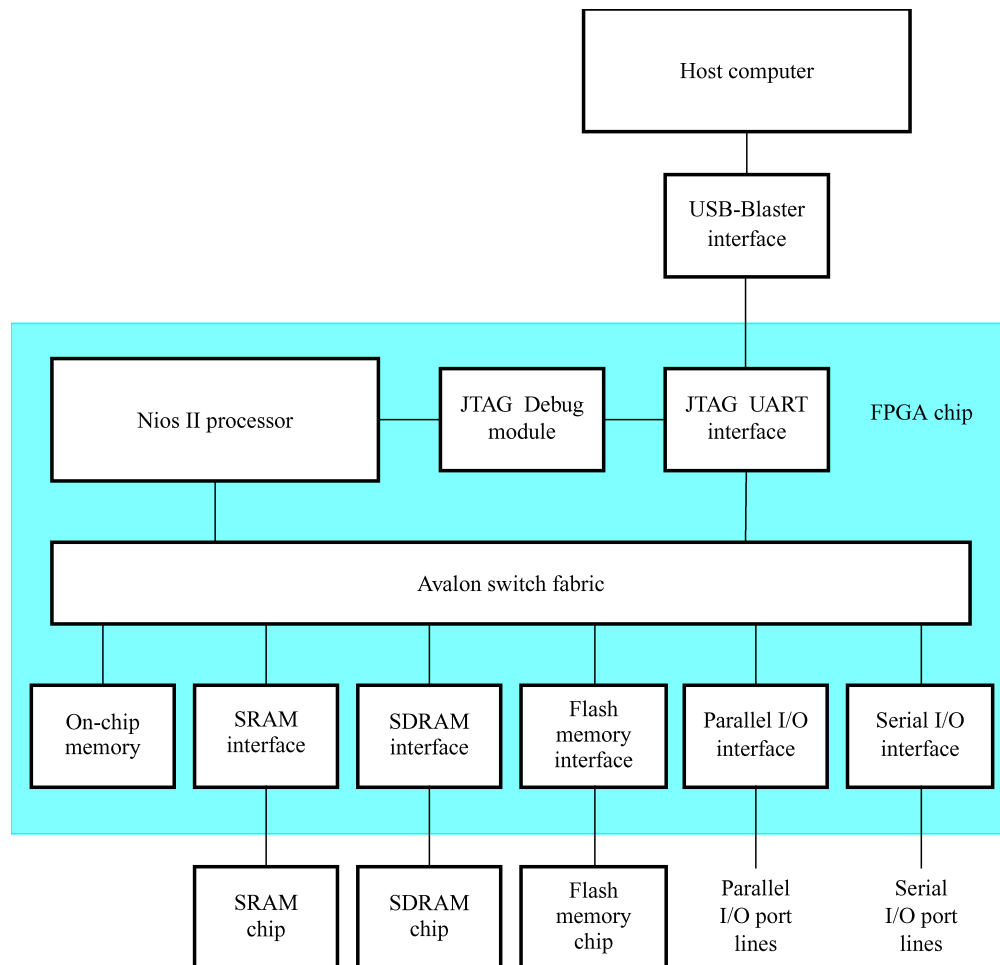 Host computer
USB-Blaster
interface
Nios II processor
JTAG Debug
module
JTAG UART
interface
FPGA chip
Avalon switch fabric
On-chip
memory
SRAM
interface
SDRAM
interface
Flash
memory
interface
Parallel I/O
interface
Serial I/O
interface
SRAM
chip
SDRAM
chip
Flash
memory
chip
Parallel
I/O port
lines
Serial
I/O port
lines